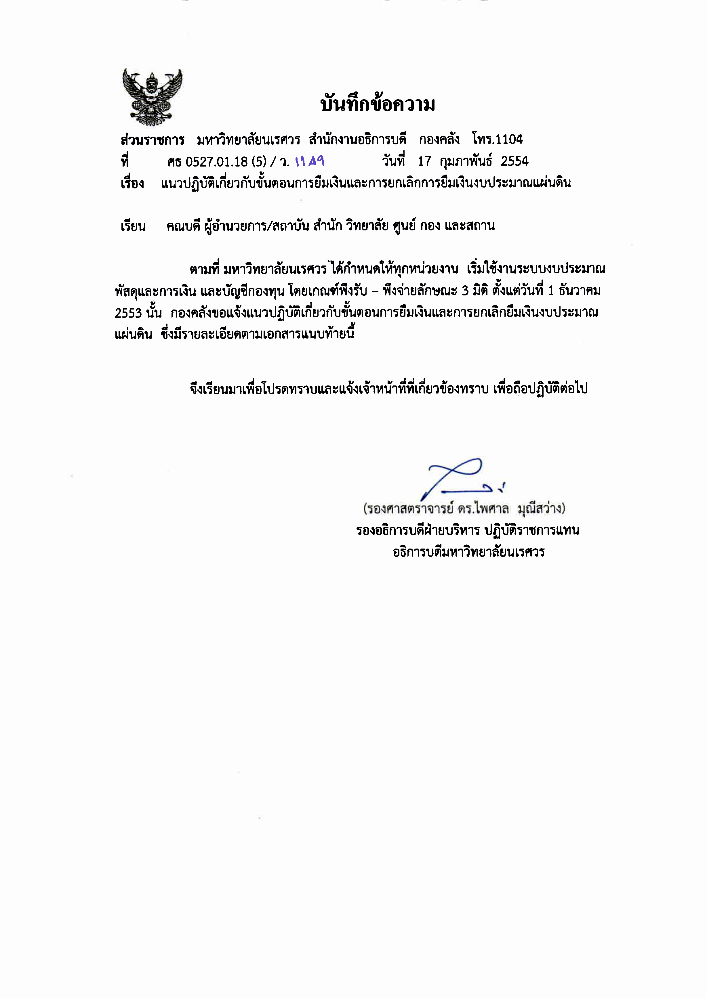 บันทึกข้อความ
ส่วนราชการ มหาวิทยาลัยนเรศวร สำนักงานอธิการบดี กองคลัง โทร.1104
ที่ ศธ 0527.01.18 (5) / ว. วันที่ 17 กุมภาพันธ์ 2554
เรื่อง แนวปฏิบัติเกี่ยวกับขั้นตอนการยืมเงินและการยกเลิกการยืมเงินงบประมาณแผ่นดิน
เรียน คณบดี ผู้อำนวยการ/สถาบัน สำนัก วิทยาลัย ศูนย์ กอง และสถาน
ตามที่ มหาวิทยาลัยนเรศวร ได้กำหนดให้ทุกหน่วยงาน เริ่มใช้งานระบบงบประมาณ
พัสดุและการเงิน และบัญชีกองทุน โดยเกณฑ์พึงรับ – พึงจ่ายลักษณะ 3 มิติ ตั้งแต่วันที่ 1 ธันวาคม
2553 นั้น กองคลังขอแจ้งแนวปฏิบัติเกี่ยวกับขั้นตอนการยืมเงินและการยกเลิกยืมเงินงบประมาณ
แผ่นดิน ซึ่งมีรายละเอียดตามเอกสารแนบท้ายนี้
จึงเรียนมาเพื่อโปรดทราบและแจ้งเจ้าหน้าที่ที่เกี่ยวข้องทราบ เพื่อถือปฏิบัติต่อไป
(รองศาสตราจารย์ ดร.ไพศาล มุณีสว่าง)
รองอธิการบดีฝ่ายบริหาร ปฏิบัติราชการแทน
อธิการบดีมหาวิทยาลัยนเรศวร